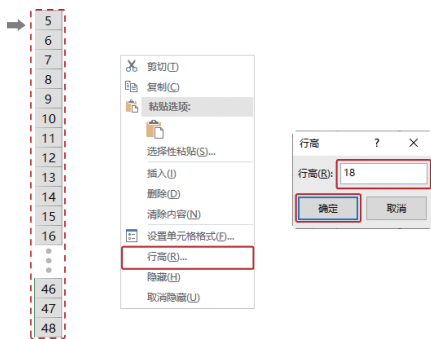 5
6
7
8
9
10
11
12
13
14
15
16
46
47
48
剪切(T)
复制(C)
粘贴选项:
选择性粘贴(S)...
插入(I)
删除(D)
清除内容(N)
设置单元格格式(F)...
行高(R)...
隐藏(H)
取消隐藏(U)
行高 ? ×
行高(R): 18
确定 取消